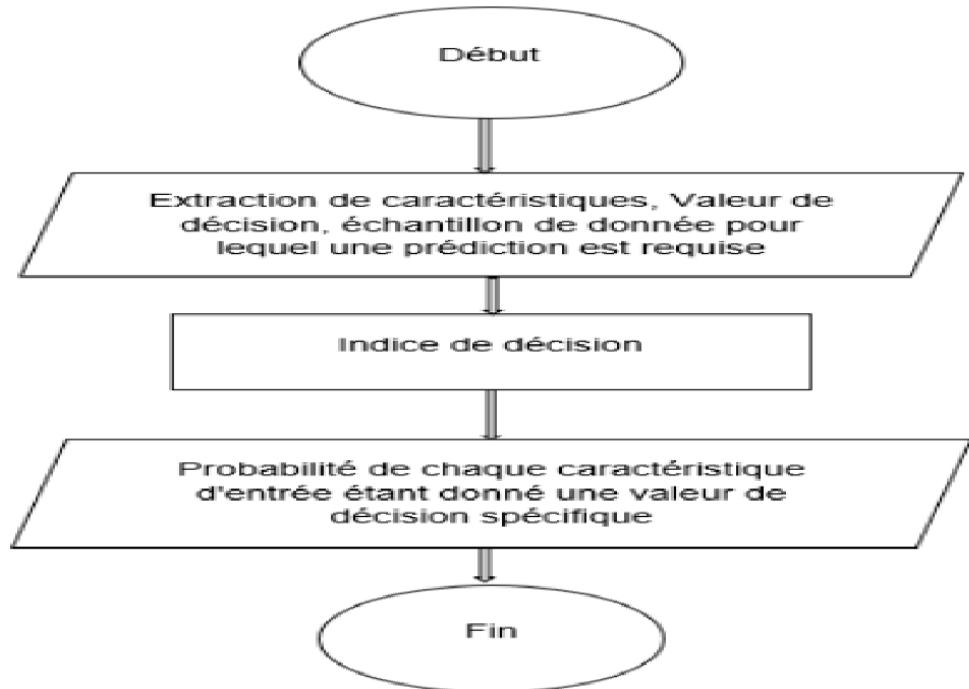 Début
Extraction de caractéristiques, Valeur de
décision, échantillon de donnée pour
lequel une prédiction est requise
Indice de décision
Probabilité de chaque caractéristique
d'entrée étant donné une valeur de
décision spécifique
Fin